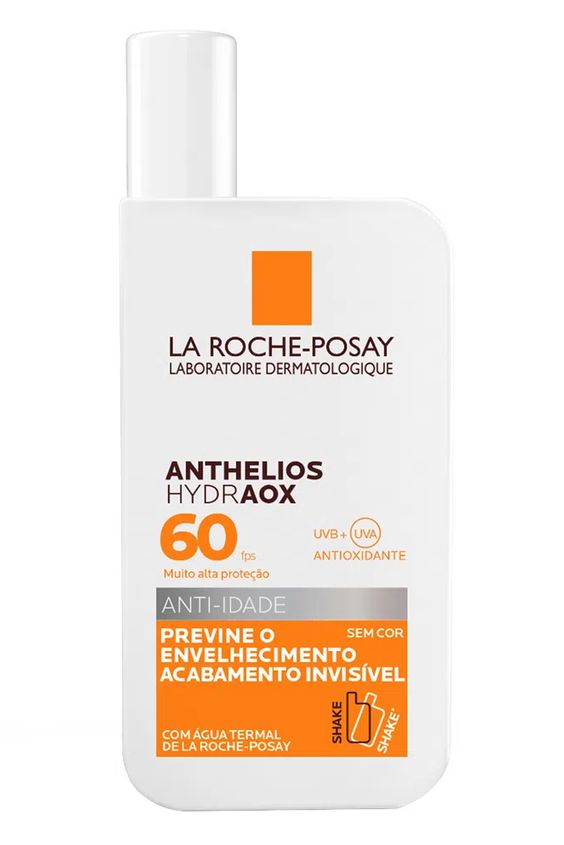 LA ROCHE-POSAY
LABORATOIRE DERMATOLOGIQUE
ANTHELIOS
HYDRAOX
60 fps
UVB + UVA
ANTIOXIDANTE
Muito alta proteção
ANTI-IDADE
PREVINE O
SEM COR
ENVELHECIMENTO
ACABAMENTO INVISÍVEL
SHAKE
SHAKE*
COM ÁGUA TERMAL
DE LA ROCHE-POSAY